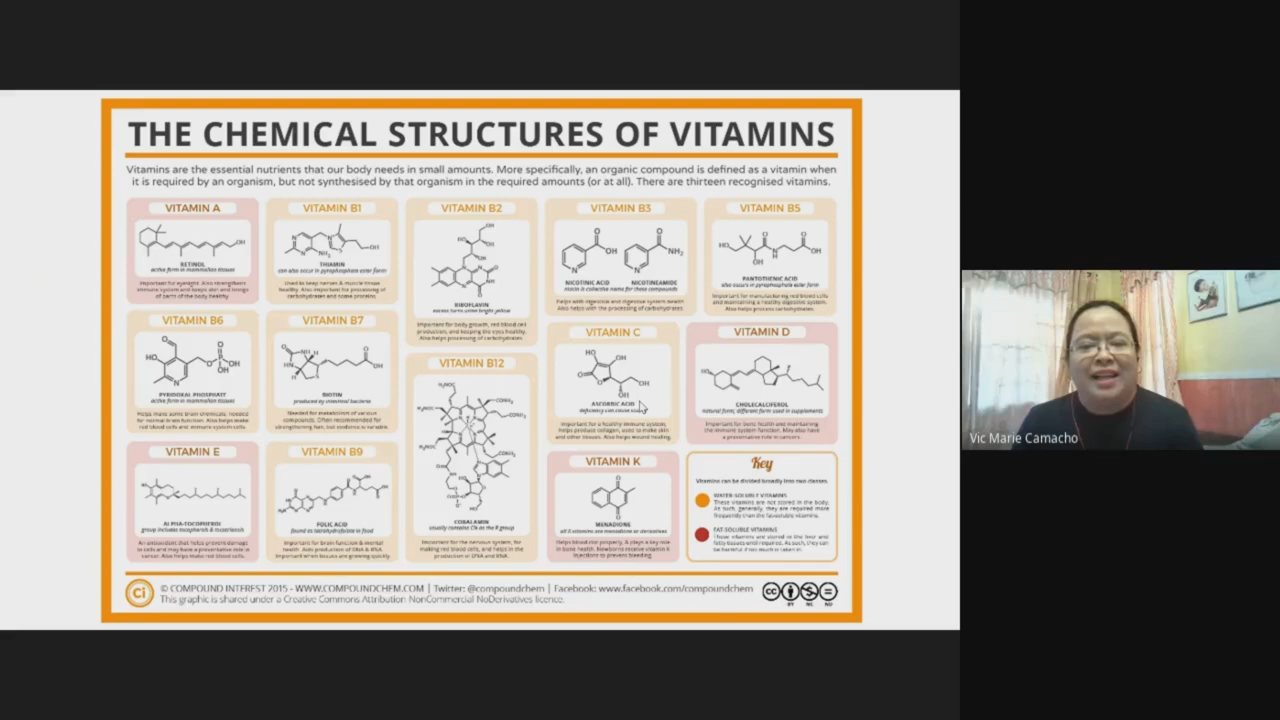 THE CHEMICAL STRUCTURES OF VITAMINS
Vitamins are the essential nutrients that our body needs in small amounts. More specifically, an organic compound is defined as a vitamin when
it is required by an organism, but not synthesised by that organism in the required amounts (or at all). There are thirteen recognised vitamins.
VITAMIN A
RETINOL
active form in mammalian tissues
Important for eyesight. Also strengthens
immune system and keeps skin and linings
of parts of the body healthy
VITAMIN B1
THIAMIN
can also occur in pyrophosphate ester form
Used to keep nerves & muscle tissue
healthy. Also important for processing of
carbohydrates and some proteins
VITAMIN B2
RIBOFLAVIN
excess turns urine bright yellow
Important for body growth, red blood cell
production, and keeping the eyes healthy.
Also helps processing of carbohydrates.
VITAMIN B3
NICOTINIC ACID
NICOTINEAMIDE
niacin is collective name for these compounds
Helps with digestion and digestive system health
Also helps with the processing of carbohydrates.
VITAMIN B5
PANTOTHENIC ACID
also occurs in pyrophosphate ester form
Important for manufacturing red blood cells
and maintaining a healthy digestive system.
Also helps process carbohydrates.
VITAMIN B6
PYRIDOXAL PHOSPHATE
active form in mammalian tissues
Helps make some brain chemicals, needed
for normal brain function. Also helps make
red blood cells and immune system cells.
VITAMIN B7
BIOTIN
produced by intestinal bacteria
Needed for metabolism of various
compounds. Often recommended for
strengthening hair, but evidence is variable.
VITAMIN B12
COBALAMIN
usually contains CN as the R group
Important for the nervous system, for
making red blood cells, and helps in the
production of DNA and RNA.
VITAMIN C
ASCORBIC ACID
deficiency can cause
Important for a healthy immune system,
helps produce collagen, used to make skin
and other tissues. Also helps wound healing.
VITAMIN D
CHOLECALCIFEROL
natural form; different form used in supplements
Important for bone health and maintaining
the immune system function. May also have
a preventative role in cancers.
VITAMIN E
ALPHA-TOCOPHEROL
group includes tocopherols & tocotrienols
An antioxidant that helps prevent damage
to cells and may have a preventative role in
cancer. Also helps make red blood cells.
VITAMIN B9
FOLIC ACID
found as tetrahydrofolate in food
Important for brain function & mental
health. Aids production of DNA & RNA
Important when tissues are growing quickly.
VITAMIN K
MENADIONE
all K vitamins are menadione or derivatives
Helps blood clot properly, & plays a key role
in bone health. Newborns receive vitamin K
injections to prevent bleeding.
Key
Vitamins can be divided broadly into two classes.
WATER-SOLUBLE VITAMINS
These vitamins are not stored in the body.
As such, generally, they are required more
frequently than the fat-soluble vitamins.
FAT-SOLUBLE VITAMINS
These vitamins are stored in the liver and
fatty tissues until required. As such, they can
be harmful if too much is taken in.
Ci
© COMPOUND INTEREST 2015 - WWW.COMPOUNDCHEM.COM | Twitter: @compoundchem | Facebook: www.facebook.com/compoundchem
This graphic is shared under a Creative Commons Attribution-NonCommercial-NoDerivatives licence.
cc
BY NC ND
Vic Marie Camacho